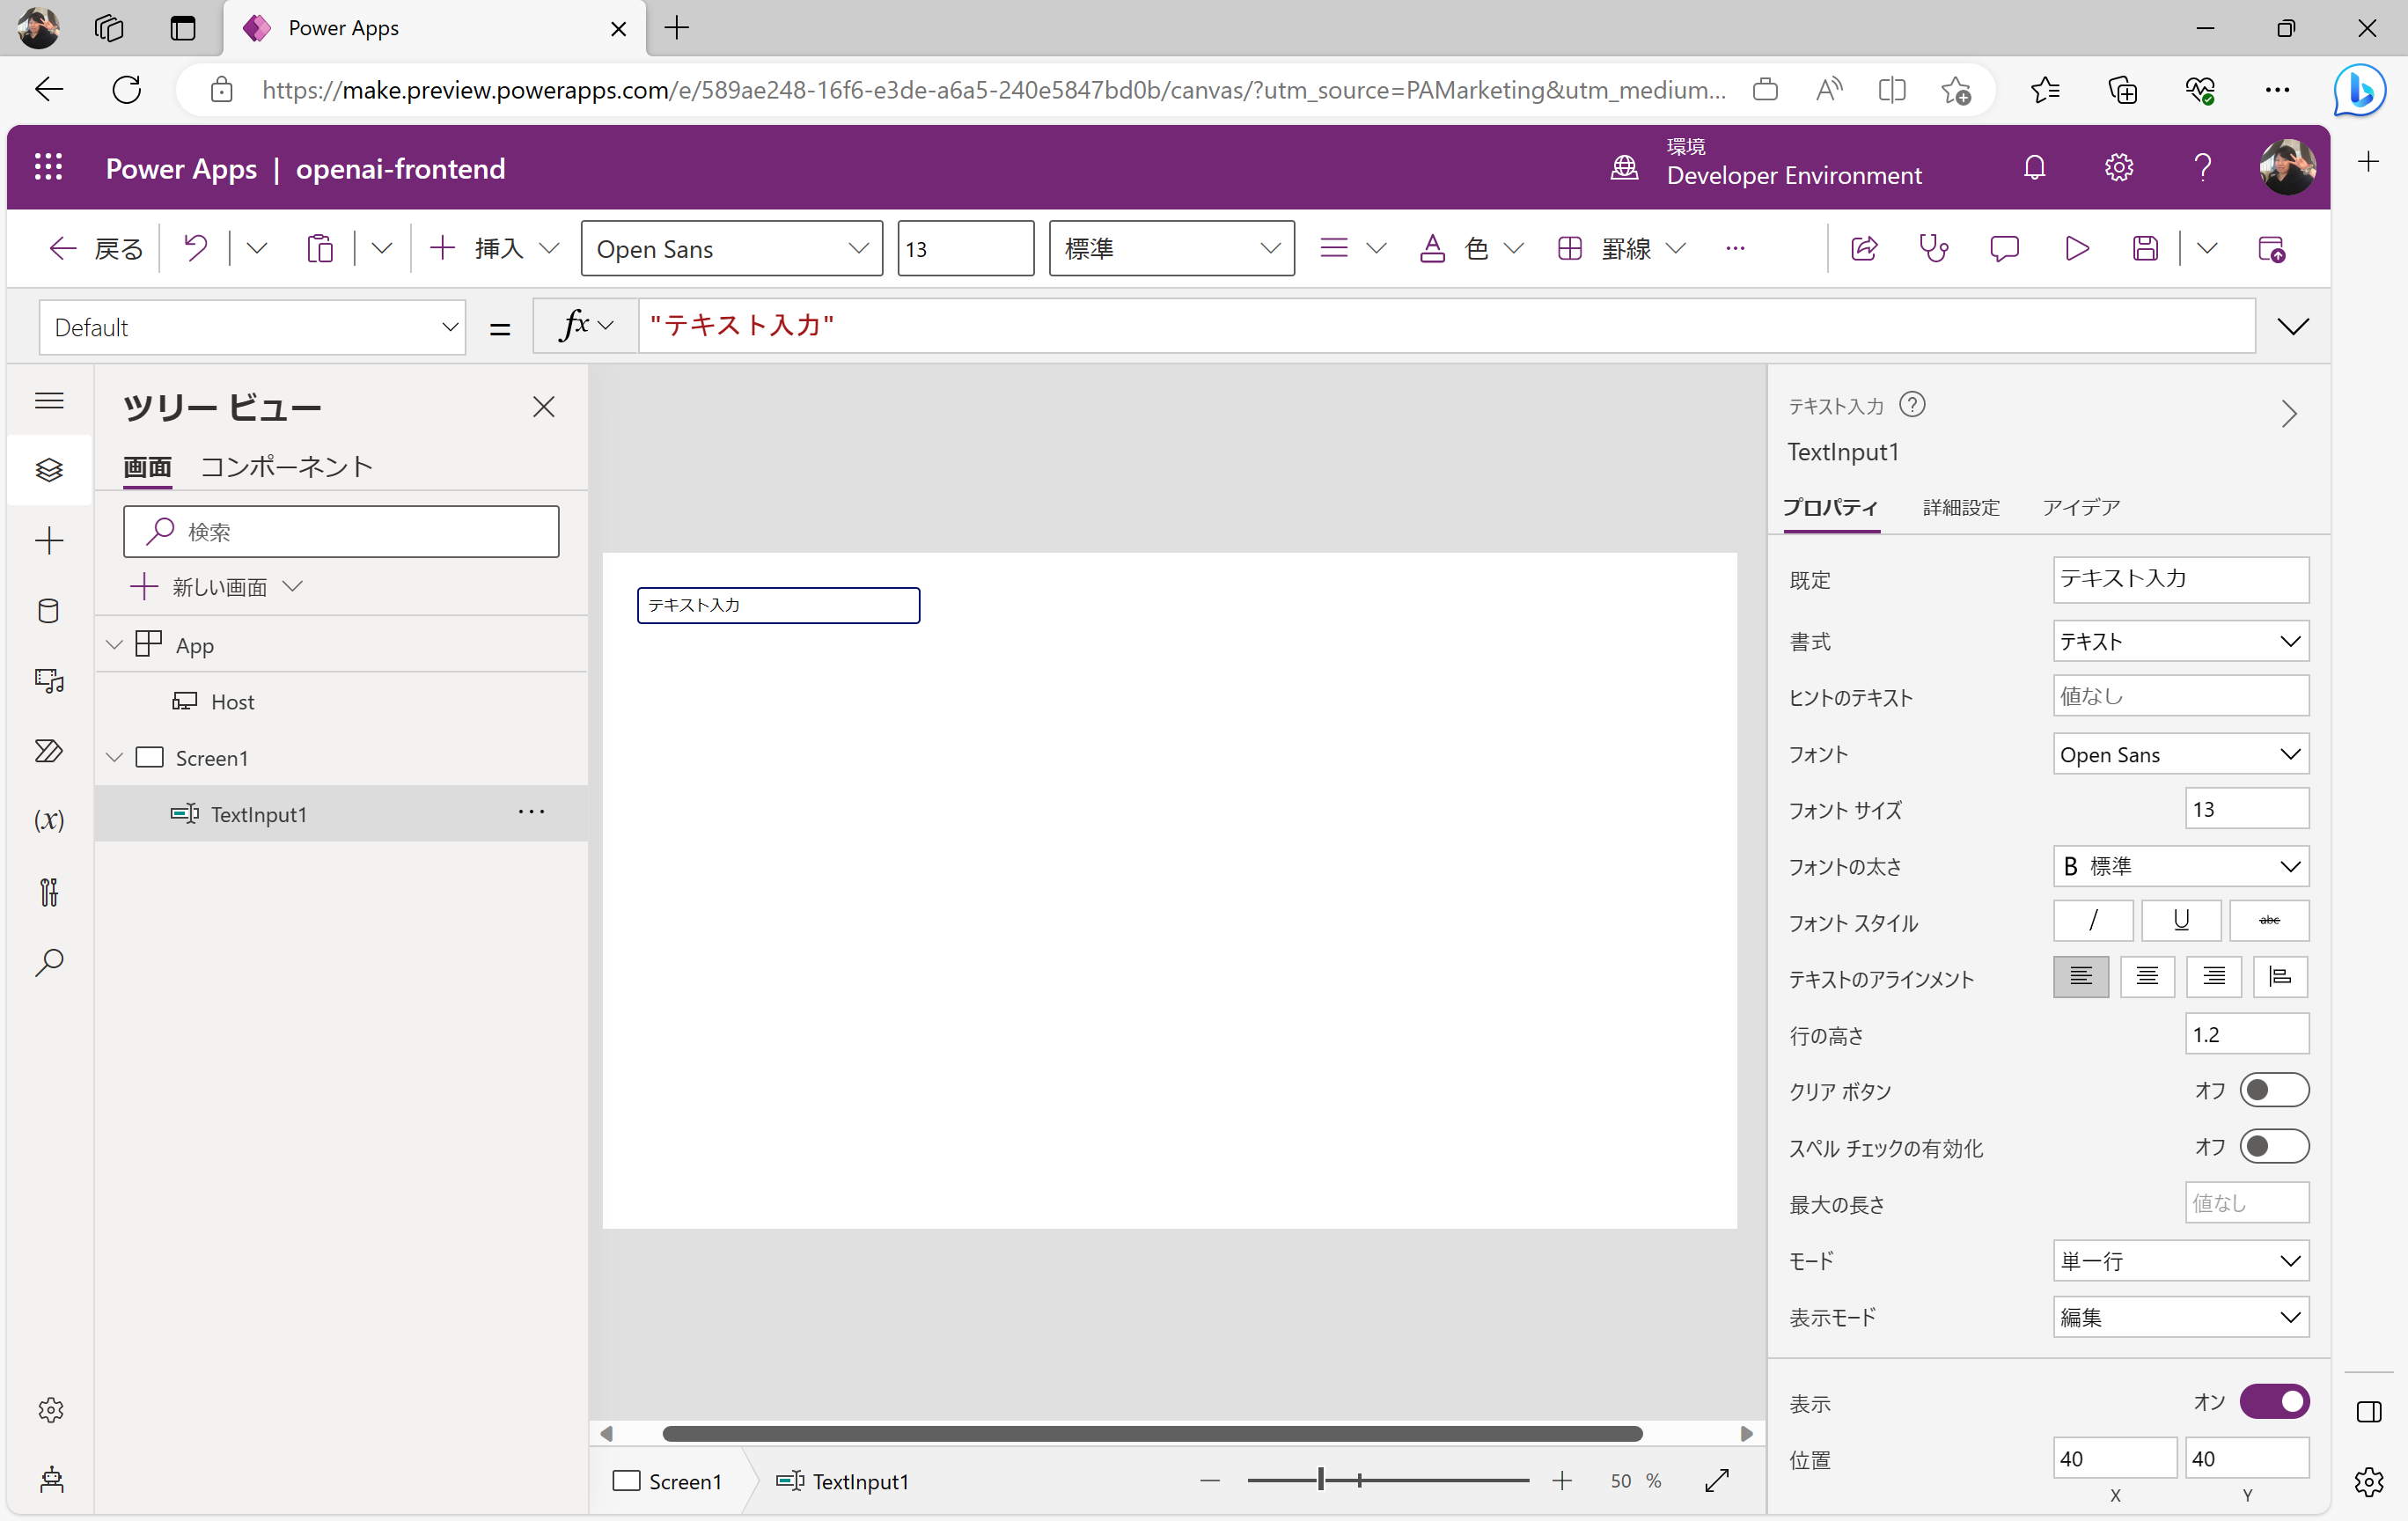 Power Apps
https://make.preview.powerapps.com/e/589ae248-16f6-e3de-a6a5-240e5847bd0b/canvas/?utm_source=PAMarketing&utm_medium...
Power Apps | openai-frontend
環境
Developer Environment
戻る
挿入
Open Sans
13
標準
色
罫線
Default
=
fx
"テキスト入力"
ツリー ビュー
画面
コンポーネント
検索
新しい画面
App
Host
Screen1
TextInput1
テキスト入力
Screen1
TextInput1
50 %
テキスト入力
TextInput1
プロパティ
詳細設定
アイデア
既定
テキスト入力
書式
テキスト
ヒントのテキスト
値なし
フォント
Open Sans
フォント サイズ
13
フォントの太さ
B 標準
フォント スタイル
/ U abc
テキストのアラインメント
行の高さ
1.2
クリア ボタン
オフ
スペル チェックの有効化
オフ
最大の長さ
値なし
モード
単一行
表示モード
編集
表示
オン
位置
40
40
X
Y